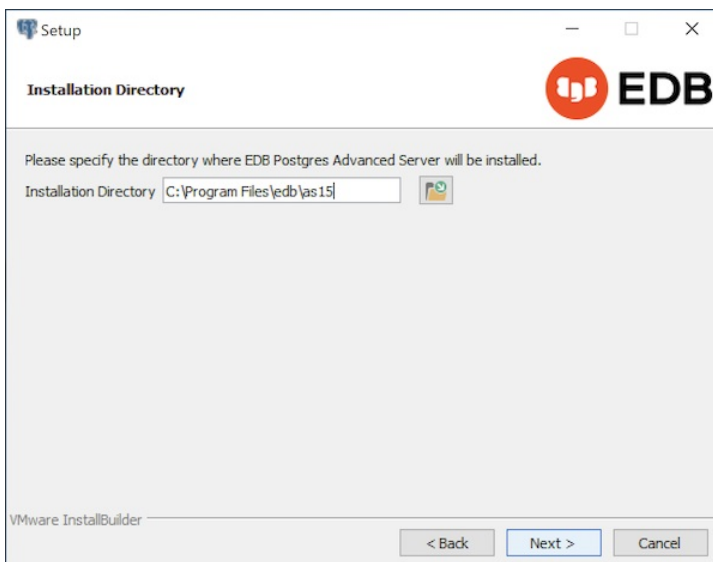 Setup
Installation Directory
EDB
Please specify the directory where EDB Postgres Advanced Server will be installed.
Installation Directory C:\Program Files\edb\as15
VMware InstallBuilder
< Back Next > Cancel